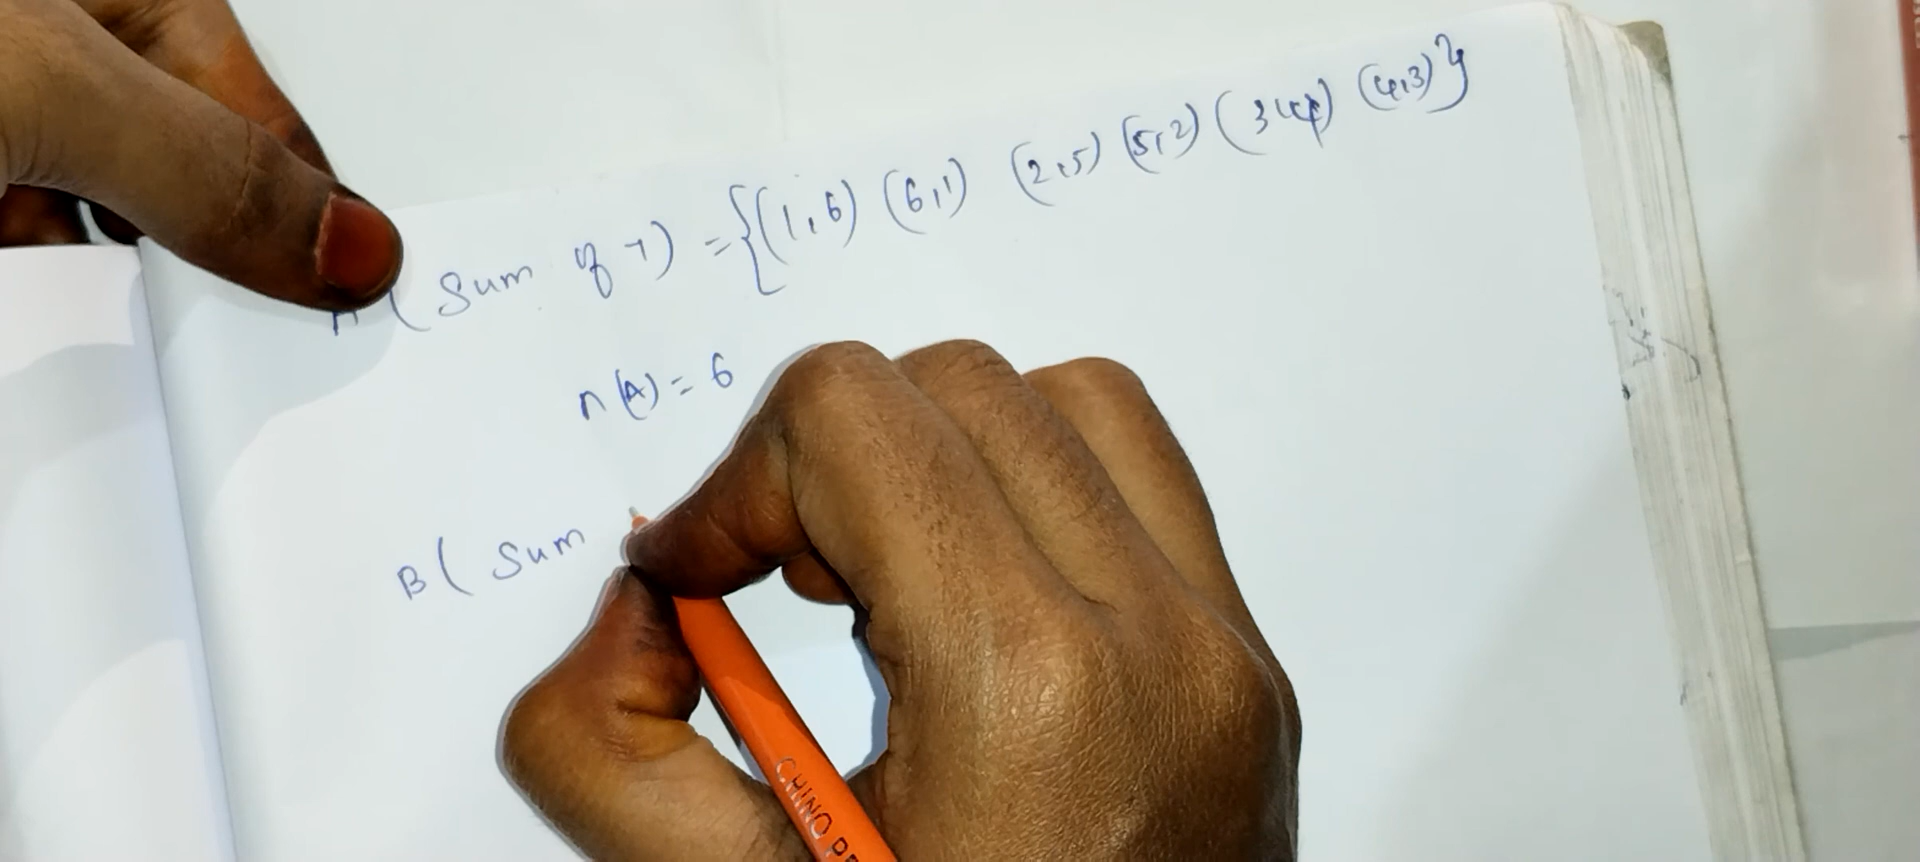 A (Sum of 7) = {(1,6) (6,1) (2,5) (5,2) (3,4) (4,3)}
n(A) = 6
B ( Sum
CHINO